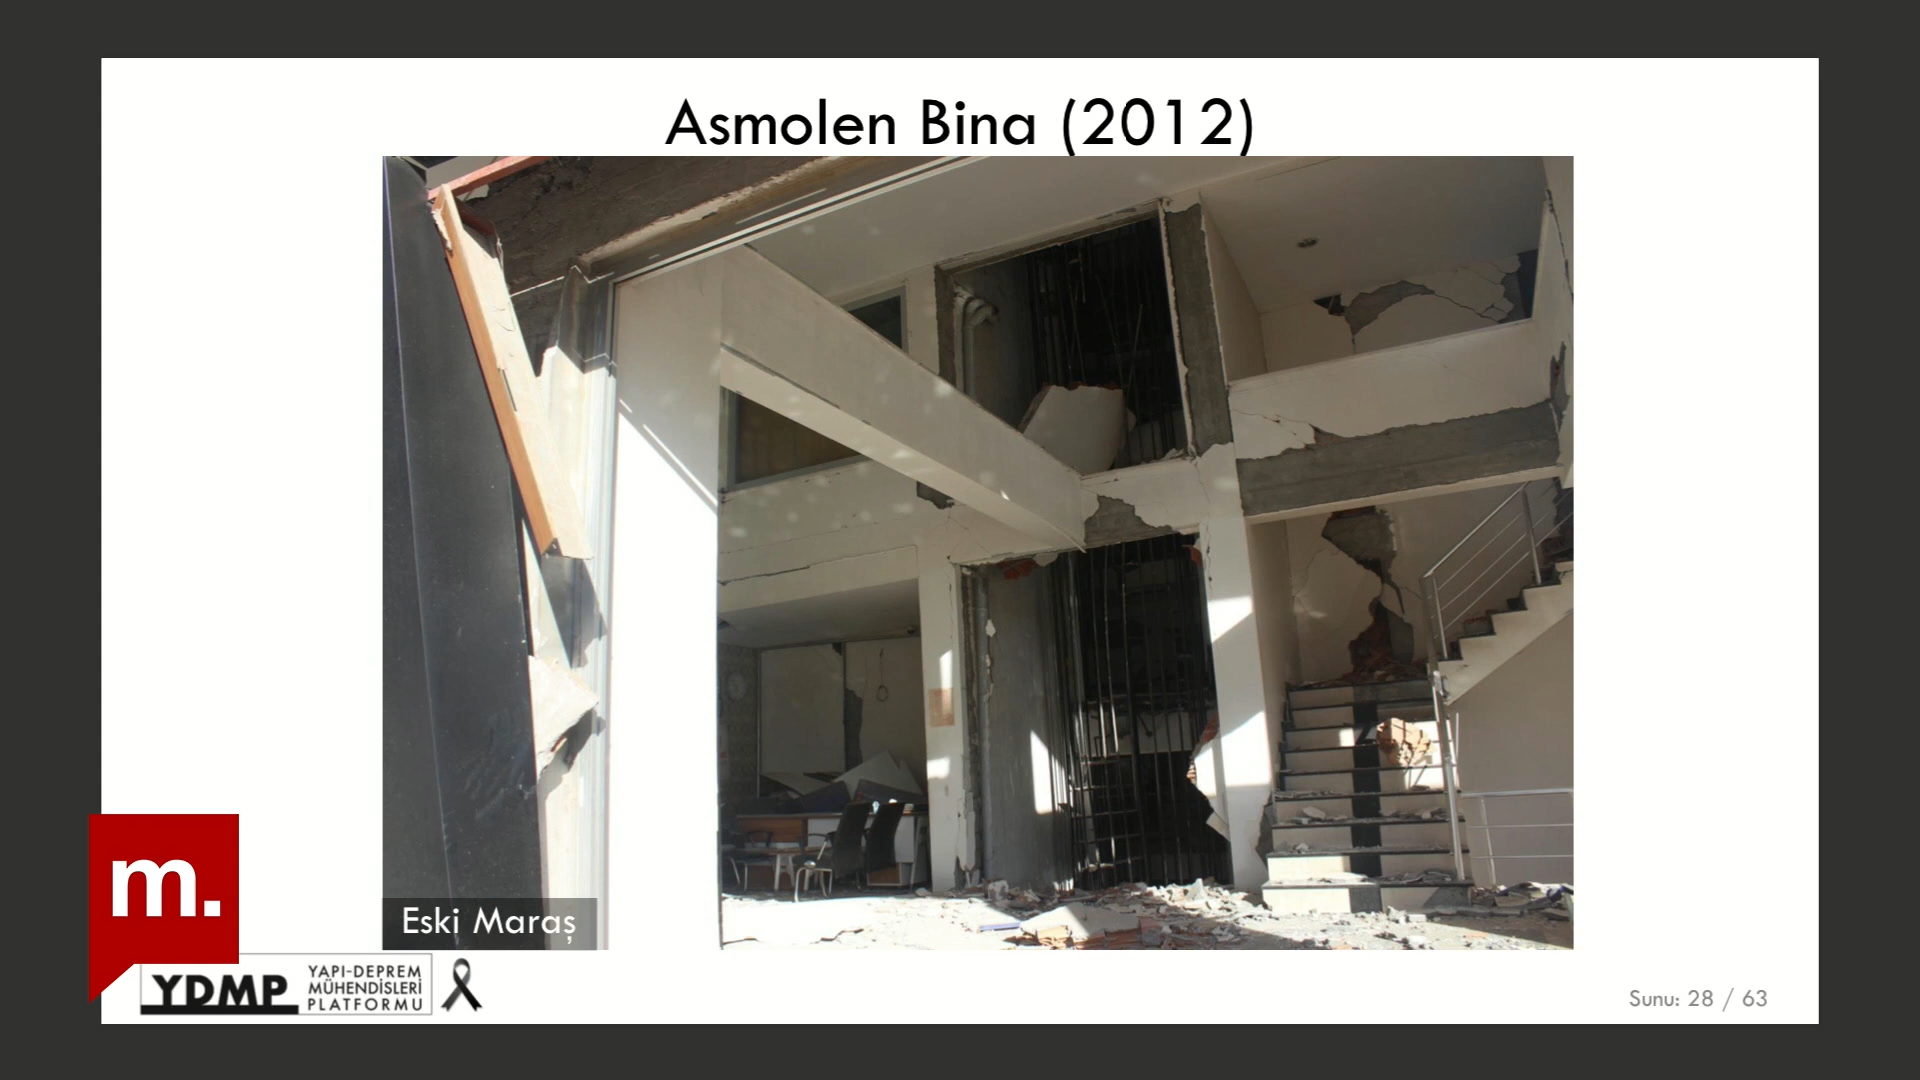 Asmolen Bina (2012)
Eski Maraş
m.
YDMP
YAPI-DEPREM
MÜHENDİSLERİ
PLATFORMU
Sunu: 28 / 63